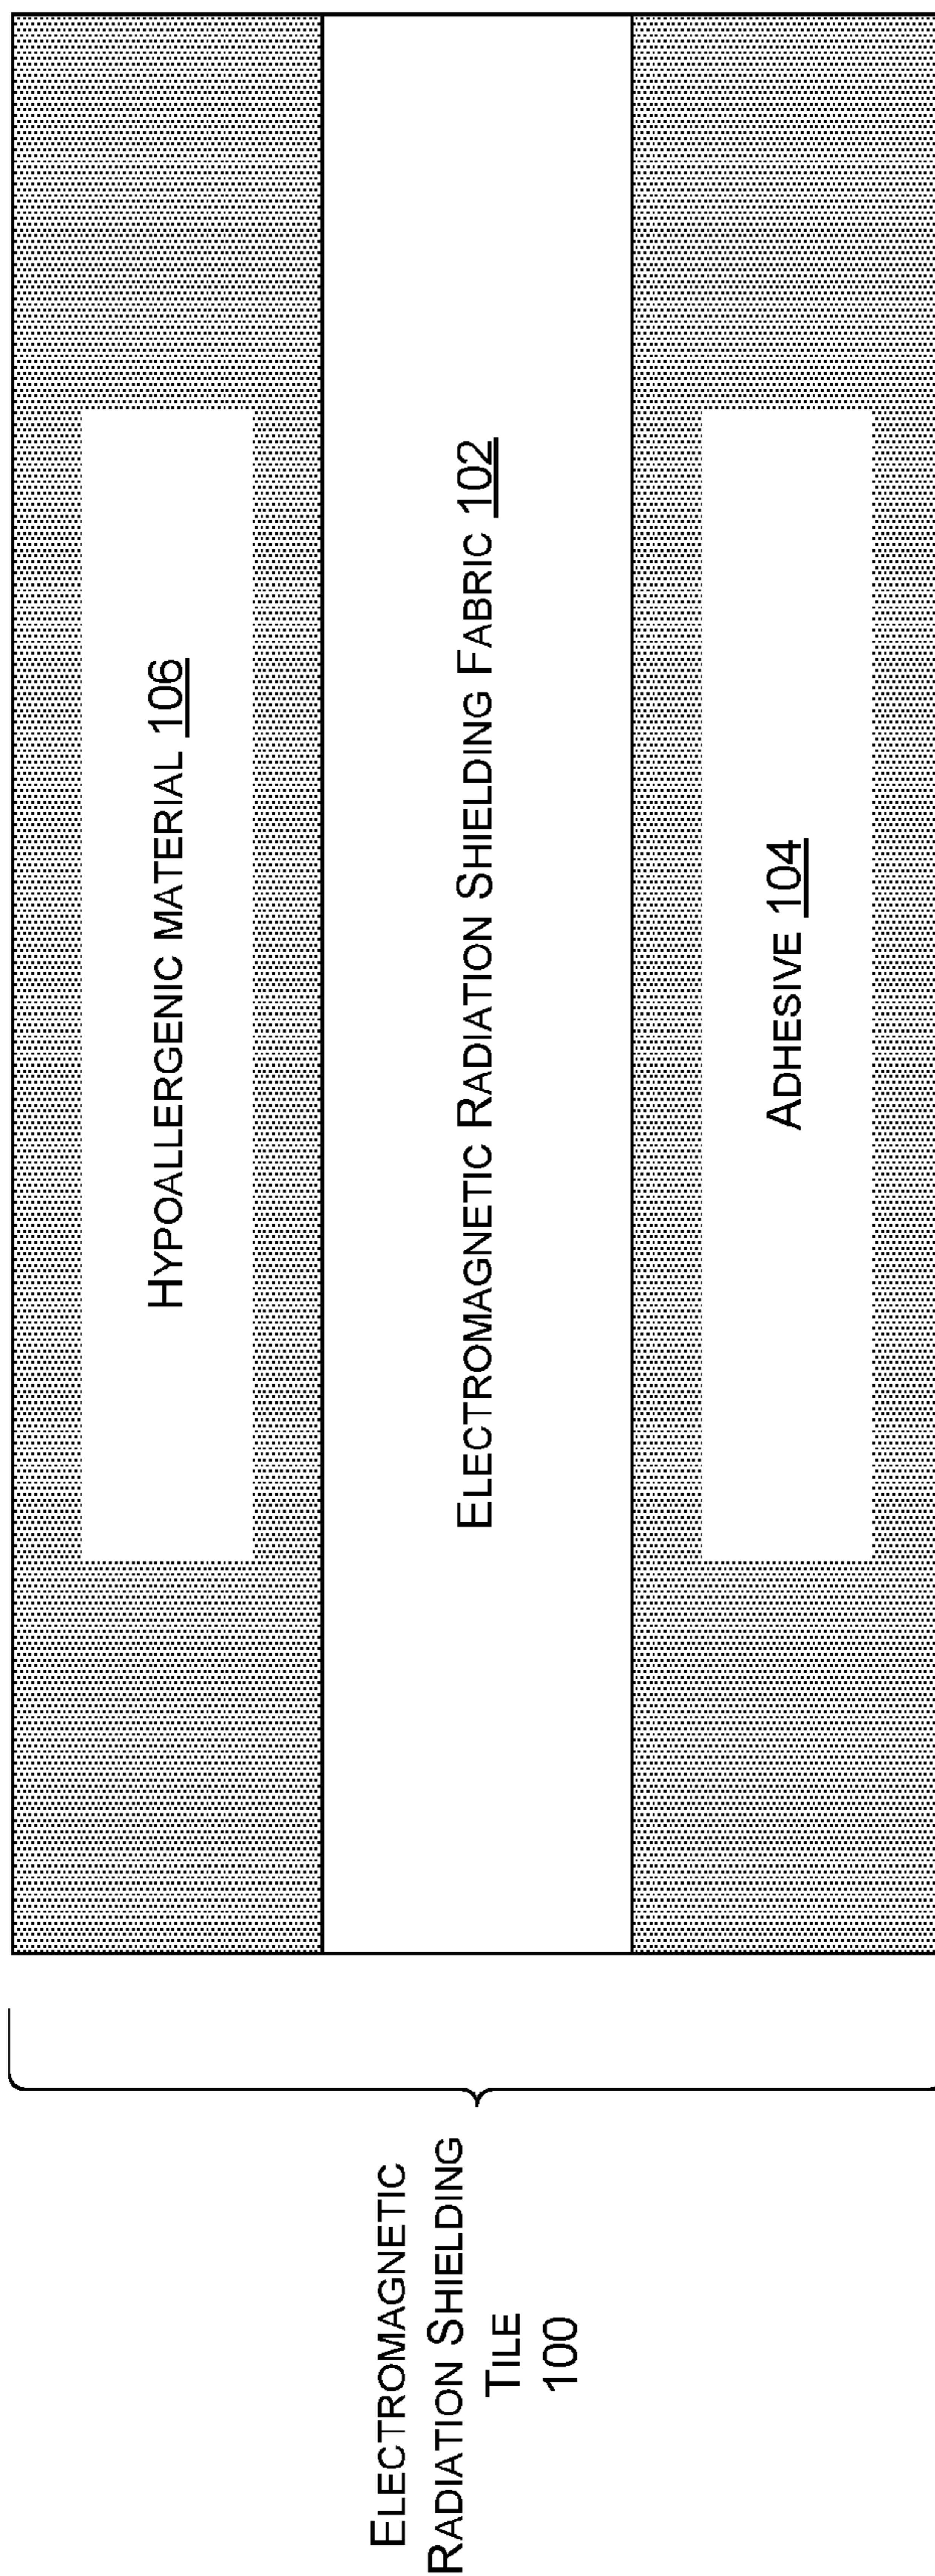 ELECTROMAGNETIC
RADIATION SHIELDING
TILE
100
HYPOALLERGENIC MATERIAL 106
ELECTROMAGNETIC RADIATION SHIELDING FABRIC 102
ADHESIVE 104